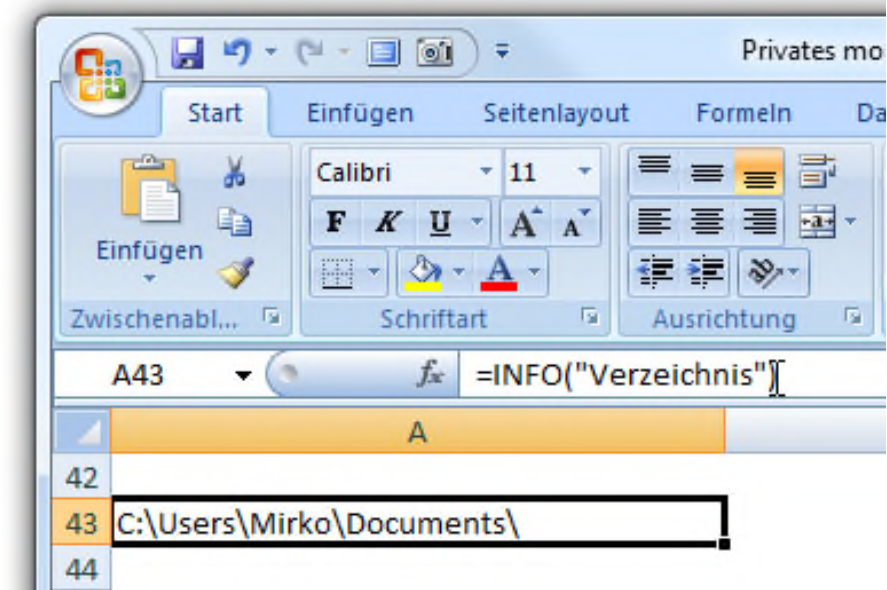 Privates mo
Start Einfügen Seitenlayout Formeln Da
Calibri 11
F K U A A
Einfügen
a
A
Zwischenabl... Schriftart Ausrichtung
A43 fx =INFO("Verzeichnis")
A
42
43 C:\Users\Mirko\Documents\
44